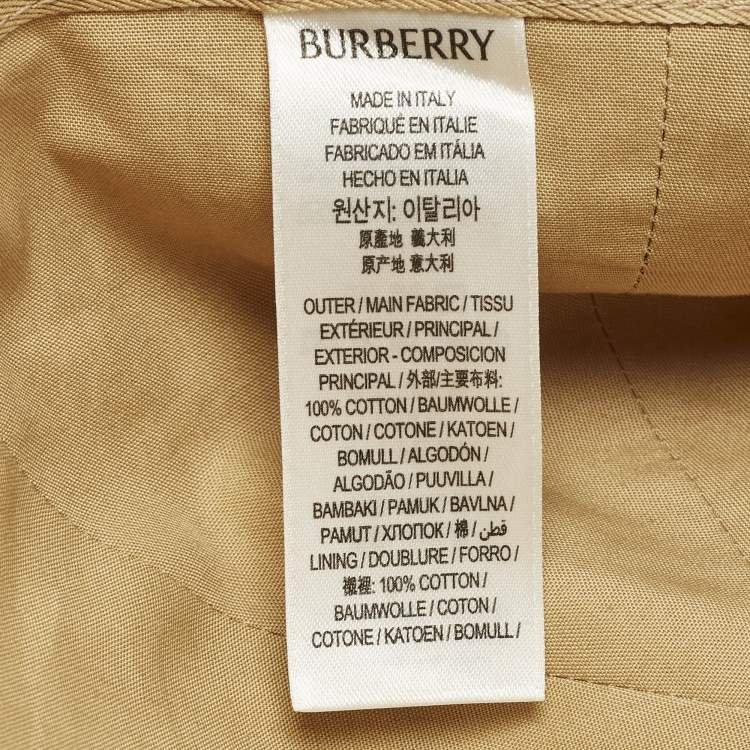 BURBERRY
MADE IN ITALY
FABRIQUÉ EN ITALIE
FABRICADO EM ITÁLIA
HECHO EN ITALIA
원산지: 이탈리아
原產地 義大利
原产地 意大利
OUTER / MAIN FABRIC / TISSU
EXTÉRIEUR / PRINCIPAL /
EXTERIOR - COMPOSICION
PRINCIPAL / 外部/主要布料:
100% COTTON / BAUMWOLLE /
COTON / COTONE / KATOEN /
BOMULL / ALGODÓN /
ALGODÃO / PUUVILLA /
BAMBAKI / PAMUK / BAVLNA /
PAMUT / ХЛОПОК / 棉 / قطن /
LINING / DOUBLURE / FORRO /
襯裡: 100% COTTON /
BAUMWOLLE / COTON /
COTONE / KATOEN / BOMULL /